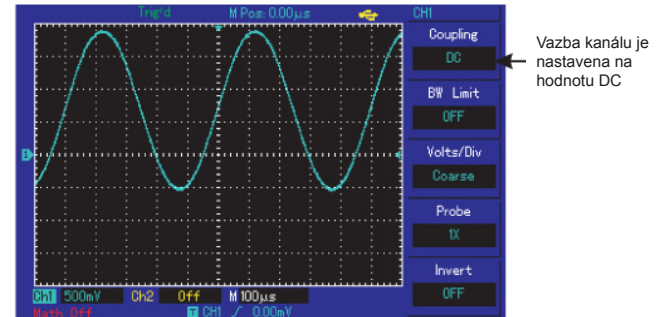 Trig'd M Pos: 0.00μs CH1
Coupling
DC
BW Limit
OFF
Volts/Div
Coarse
Probe
1X
Invert
OFF
1
CH1 500mV Ch2 Off M 100μs
Math Off T CH1 0.00mV
Vazba kanálu je
nastavena na
hodnotu DC